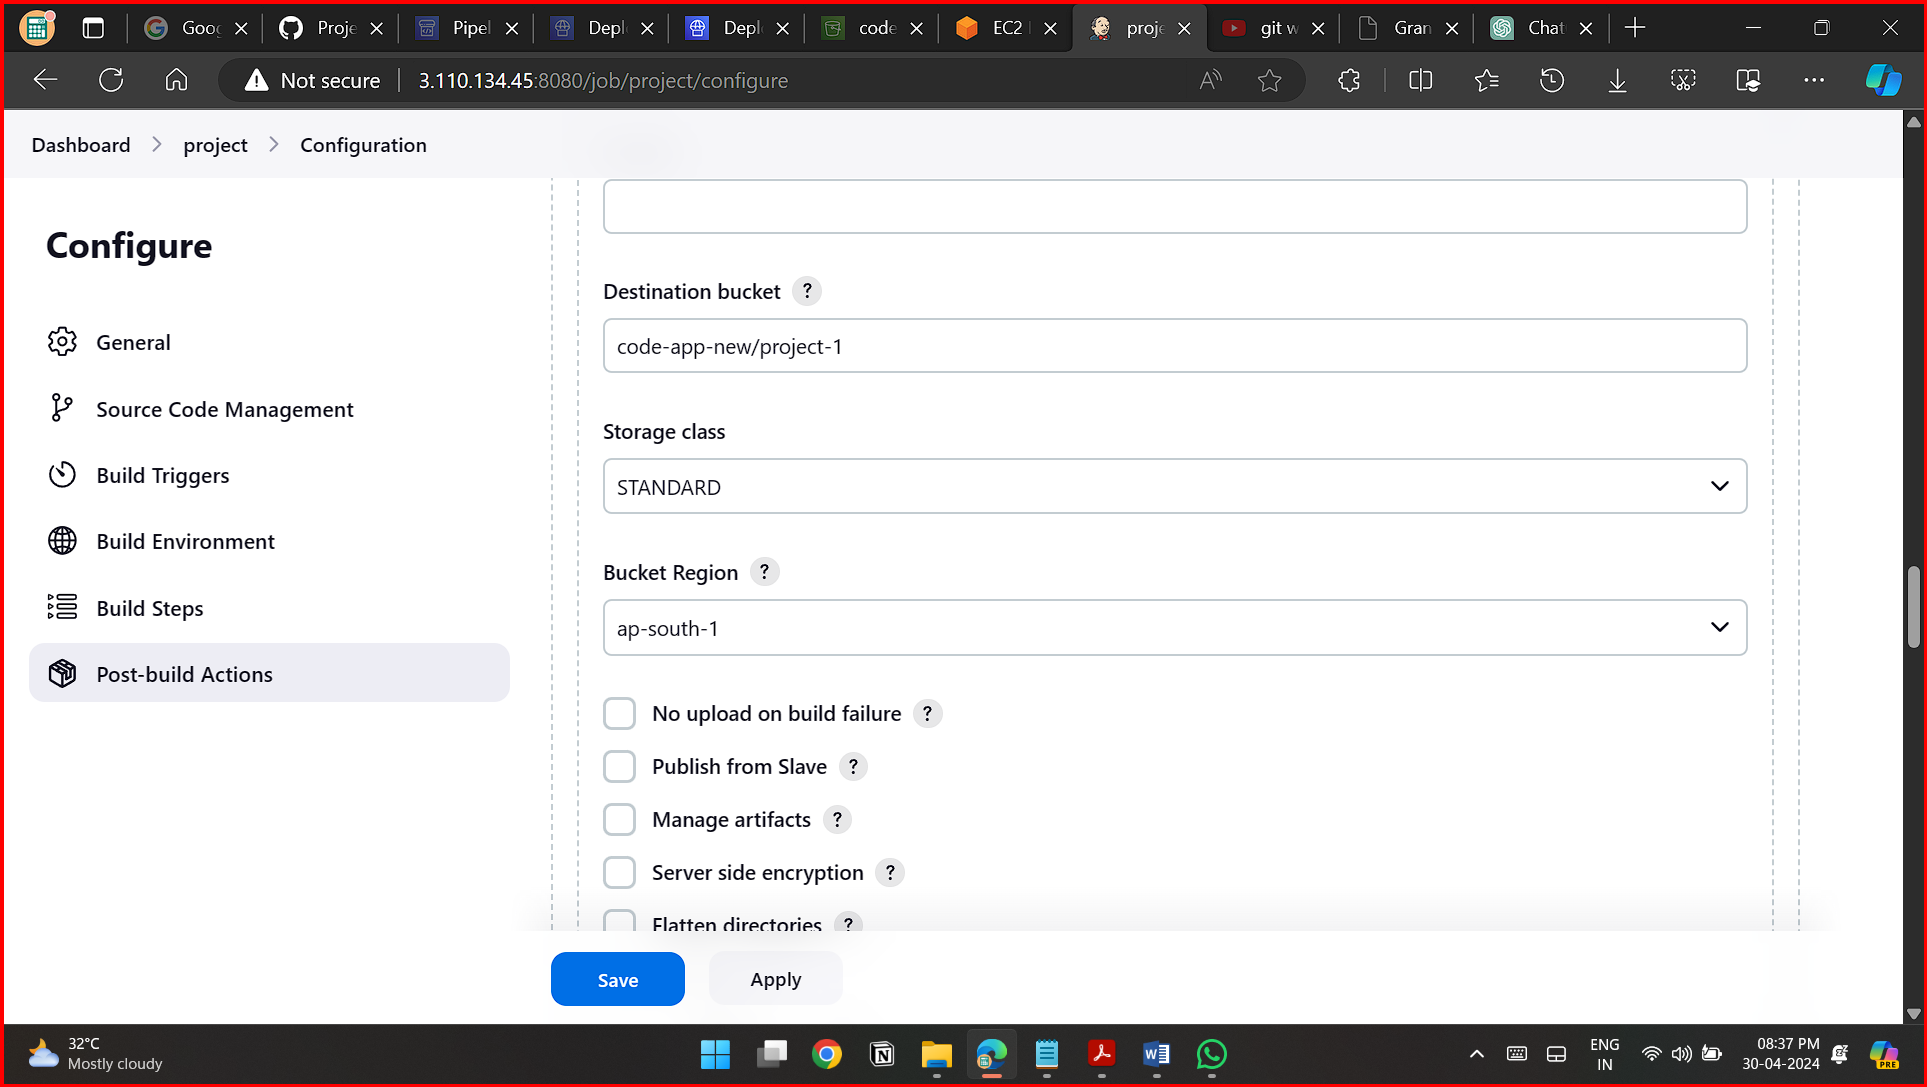 Goog
Proje
Pipel
Depl
Depl
code
EC2
proje
git w
Gran
Chat
Not secure
3.110.134.45:8080/job/project/configure
Dashboard
project
Configuration
Configure
General
Source Code Management
Build Triggers
Build Environment
Build Steps
Post-build Actions
Destination bucket ?
code-app-new/project-1
Storage class
STANDARD
Bucket Region ?
ap-south-1
No upload on build failure ?
Publish from Slave ?
Manage artifacts ?
Server side encryption ?
Flatten directories ?
Save
Apply
32°C
Mostly cloudy
ENG
IN
08:37 PM
30-04-2024
PRE